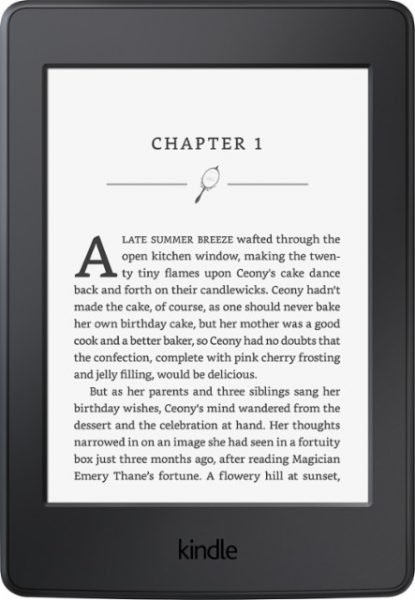 CHAPTER 1
A LATE SUMMER BREEZE wafted through the
open kitchen window, making the twen-
ty tiny flames upon Ceony's cake dance
back and forth on their candlewicks. Ceony hadn't
made the cake, of course, as one should never bake
her own birthday cake, but her mother was a good
cook and a better baker, so Ceony had no doubts that
the confection, complete with pink cherry frosting
and jelly filling, would be delicious.
But as her parents and three siblings sang her
birthday wishes, Ceony's mind wandered from the
dessert and the celebration at hand. Her thoughts
narrowed in on an image she had seen in a fortuity
box just three months ago, after reading Magician
Emery Thane's fortune. A flowery hill at sunset,
kindle